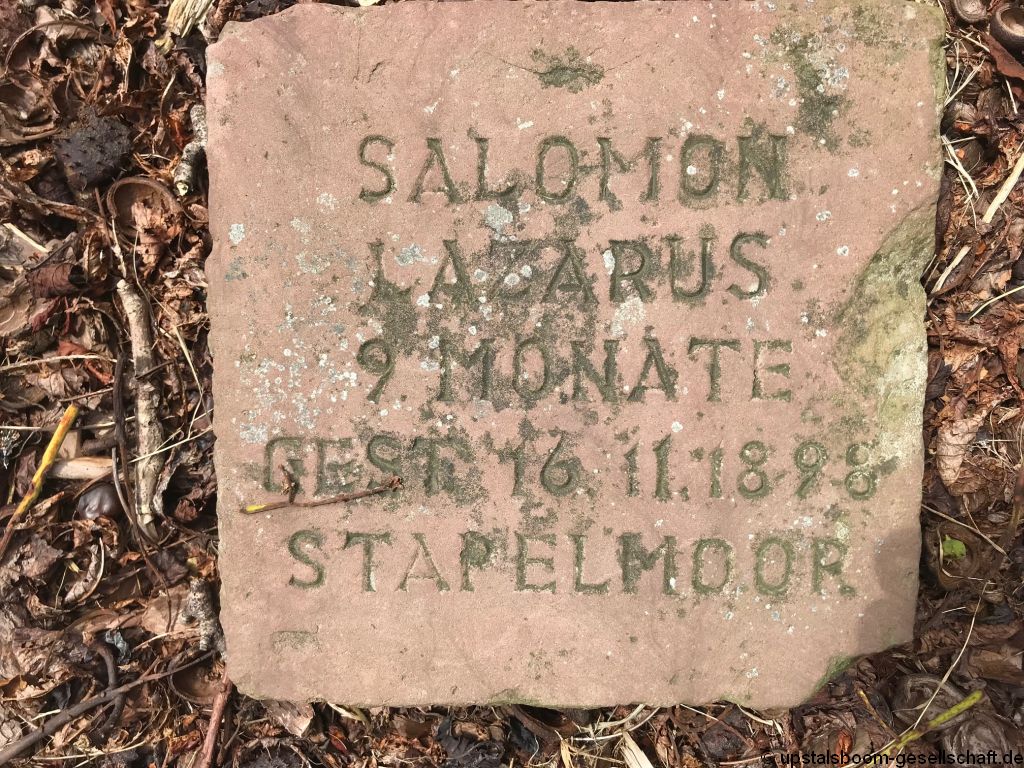 SALOMON
LAZARUS
9 MONATE
GEST. 16.11.1898
STAPELMOOR
upstalsboom-gesellschaft.de